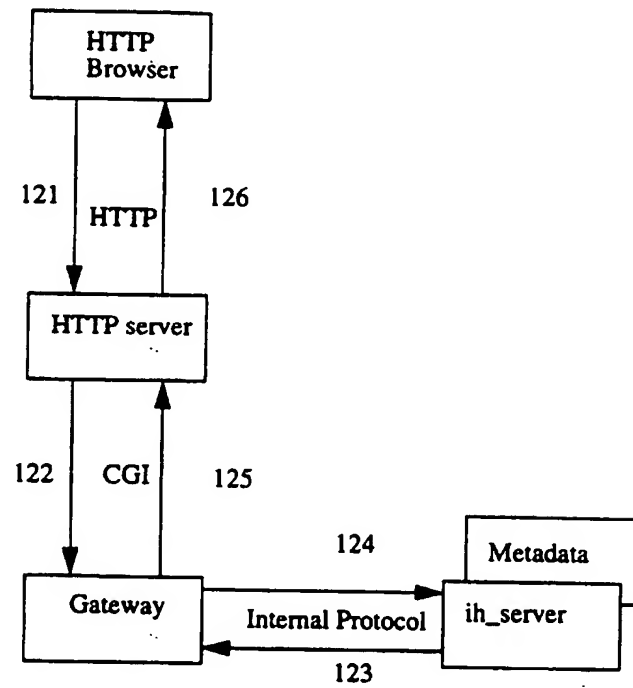 HTTP
Browser
121
HTTP
126
HTTP server
122
CGI
125
124
Metadata
Gateway
Internal Protocol
ih_server
123